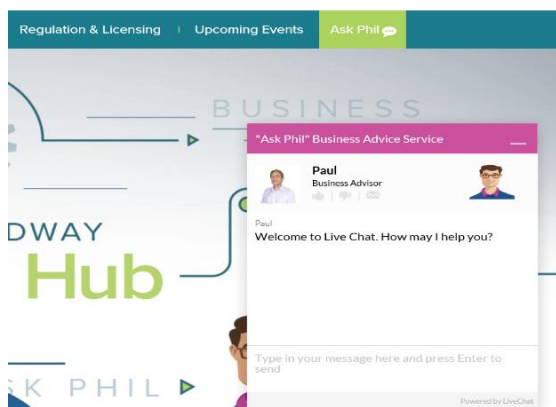 Regulation & Licensing
Upcoming Events
Ask Phil
BUSINESS
"Ask Phil" Business Advice Service
Paul
Business Advisor
DWAY
Hub
Paul
Welcome to Live Chat. How may I help you?
Type in your message here and press Enter to
send
SK PHIL
Powered by LiveChat